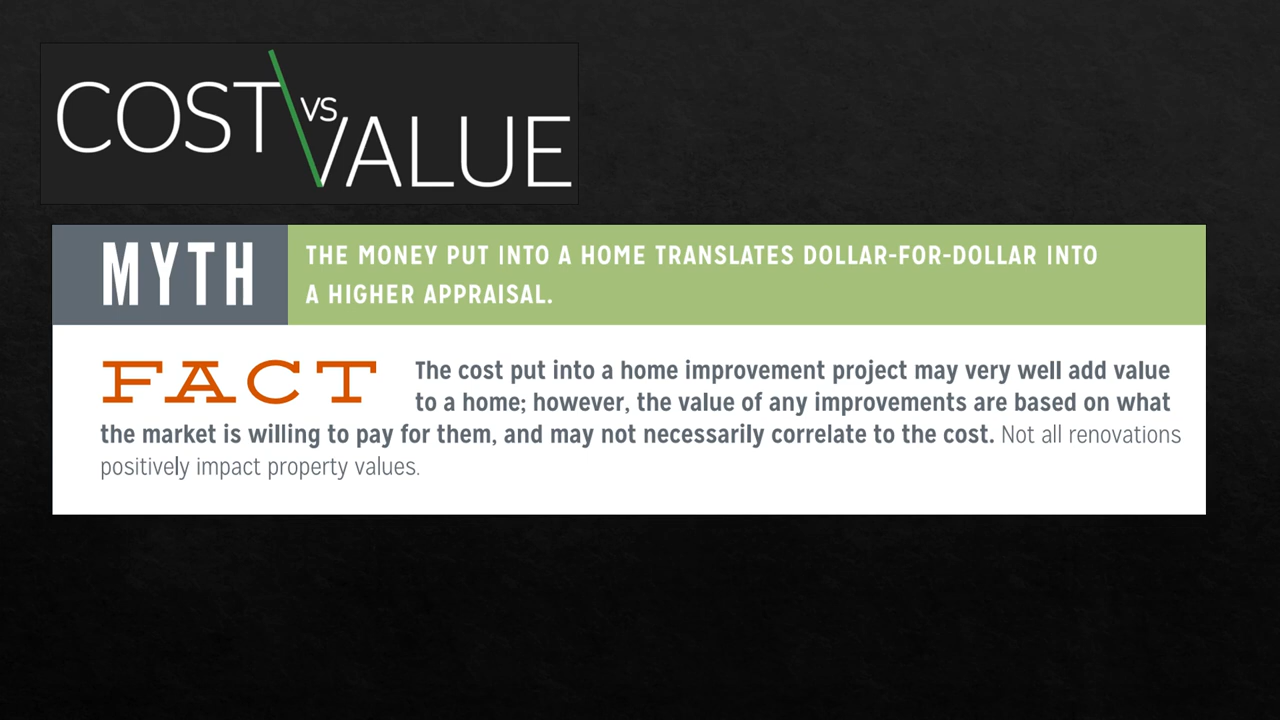 COST VS VALUE
MYTH
THE MONEY PUT INTO A HOME TRANSLATES DOLLAR-FOR-DOLLAR INTO
A HIGHER APPRAISAL.
FACT
The cost put into a home improvement project may very well add value
to a home; however, the value of any improvements are based on what
the market is willing to pay for them, and may not necessarily correlate to the cost. Not all renovations
positively impact property values.